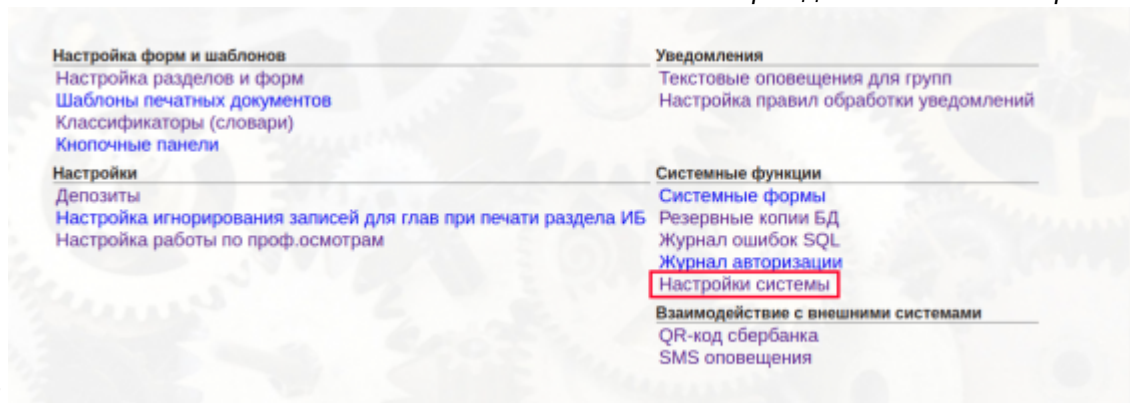 Настройка форм и шаблонов
Настройка разделов и форм
Шаблоны печатных документов
Классификаторы (словари)
Кнопочные панели
Уведомления
Текстовые оповещения для групп
Настройка правил обработки уведомлений
Настройки
Депозиты
Настройка игнорирования записей для глав при печати раздела ИБ
Настройка работы по проф.осмотрам
Системные функции
Системные формы
Резервные копии БД
Журнал ошибок SQL
Журнал авторизации
Настройки системы
Взаимодействие с внешними системами
QR-код сбербанка
SMS оповещения